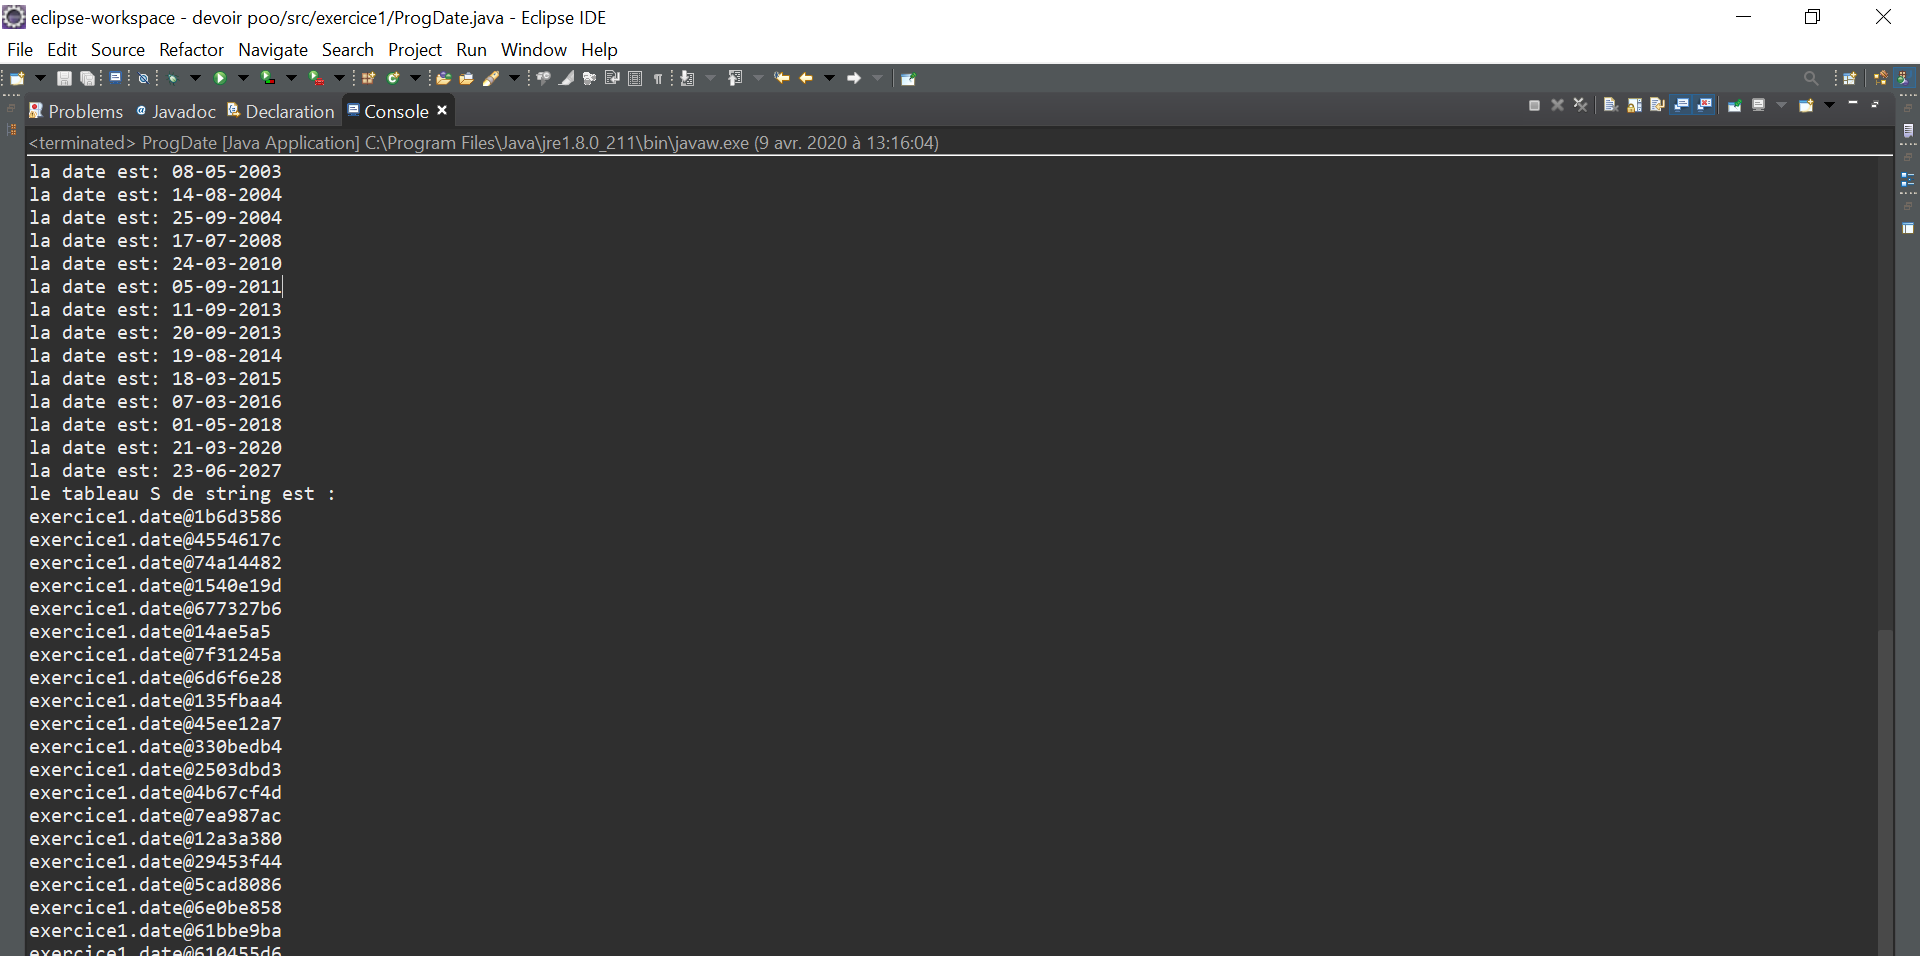 eclipse-workspace - devoir poo/src/exercice1/ProgDate.java - Eclipse IDE
File Edit Source Refactor Navigate Search Project Run Window Help
Problems Javadoc Declaration Console
<terminated> ProgDate [Java Application] C:\Program Files\Java\jre1.8.0_211\bin\javaw.exe (9 avr. 2020 à 13:16:04)
la date est: 08-05-2003
la date est: 14-08-2004
la date est: 25-09-2004
la date est: 17-07-2008
la date est: 24-03-2010
la date est: 05-09-2011
la date est: 11-09-2013
la date est: 20-09-2013
la date est: 19-08-2014
la date est: 18-03-2015
la date est: 07-03-2016
la date est: 01-05-2018
la date est: 21-03-2020
la date est: 23-06-2027
le tableau S de string est :
exercice1.date@1b6d3586
exercice1.date@4554617c
exercice1.date@74a14482
exercice1.date@1540e19d
exercice1.date@677327b6
exercice1.date@14ae5a5
exercice1.date@7f31245a
exercice1.date@6d6f6e28
exercice1.date@135fbaa4
exercice1.date@45ee12a7
exercice1.date@330bedb4
exercice1.date@2503dbd3
exercice1.date@4b67cf4d
exercice1.date@7ea987ac
exercice1.date@12a3a380
exercice1.date@29453f44
exercice1.date@5cad8086
exercice1.date@6e0be858
exercice1.date@61bbe9ba
exercice1.date@610455d6